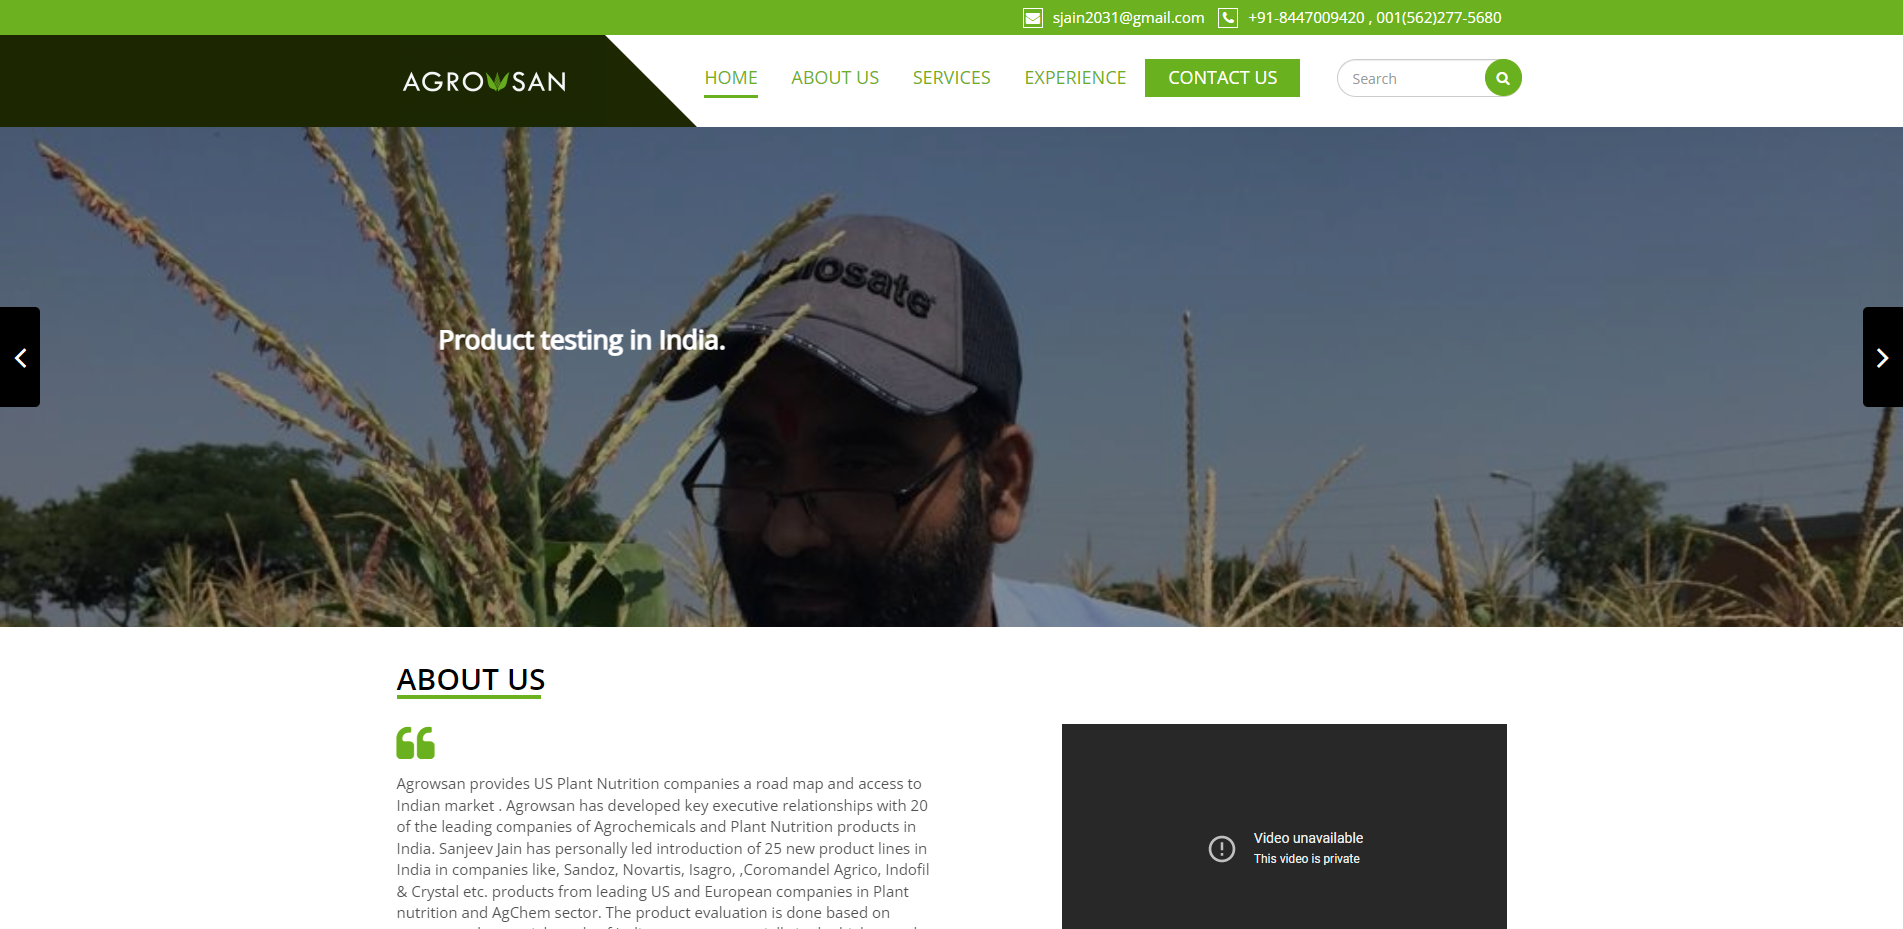 sjain2031@gmail.com +91-8447009420 , 001(562)277-5680
AGROWSAN HOME ABOUT US SERVICES EXPERIENCE CONTACT US Search
Product testing in India.
ABOUT US
Agrowsan provides US Plant Nutrition companies a road map and access to
Indian market . Agrowsan has developed key executive relationships with 20
of the leading companies of Agrochemicals and Plant Nutrition products in
India. Sanjeev Jain has personally led introduction of 25 new product lines in
India in companies like, Sandoz, Novartis, Isagro, ,Coromandel Agrico, Indofil
& Crystal etc. products from leading US and European companies in Plant
nutrition and AgChem sector. The product evaluation is done based on
Video unavailable
This video is private